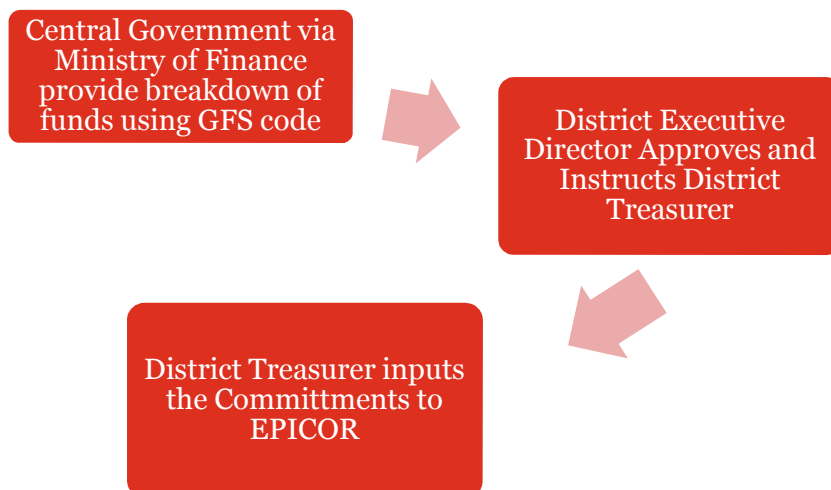 Central Government via
Ministry of Finance
provide breakdown of
funds using GFS code
District Executive
Director Approves and
Instructs District
Treasurer
District Treasurer inputs
the Committments to
EPICOR